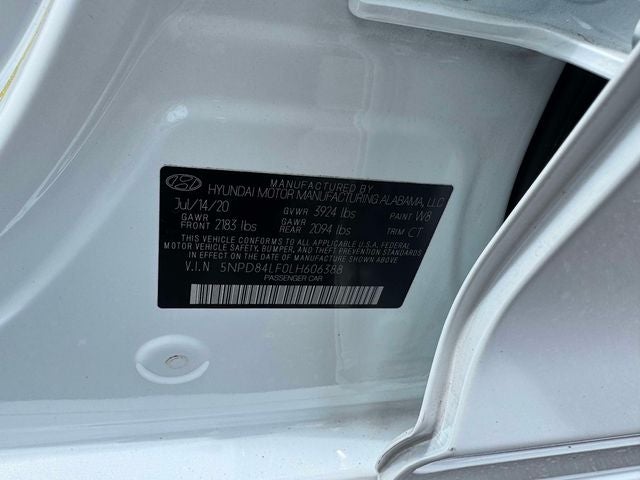 MANUFACTURED BY
HYUNDAI MOTOR MANUFACTURING ALABAMA, LLC
Jul/14/20 GVWR 3924 lbs PAINT W8
GAWR FRONT 2183 lbs GAWR REAR 2094 lbs TRIM CT
THIS VEHICLE CONFORMS TO ALL APPLICABLE U.S.A. FEDERAL
MOTOR VEHICLE SAFETY, BUMPER, AND THEFT PREVENTION STANDARDS
IN EFFECT ON THE DATE OF MANUFACTURE SHOWN ABOVE.
V.I.N 5NPD84LF0LH606388
PASSENGER CAR